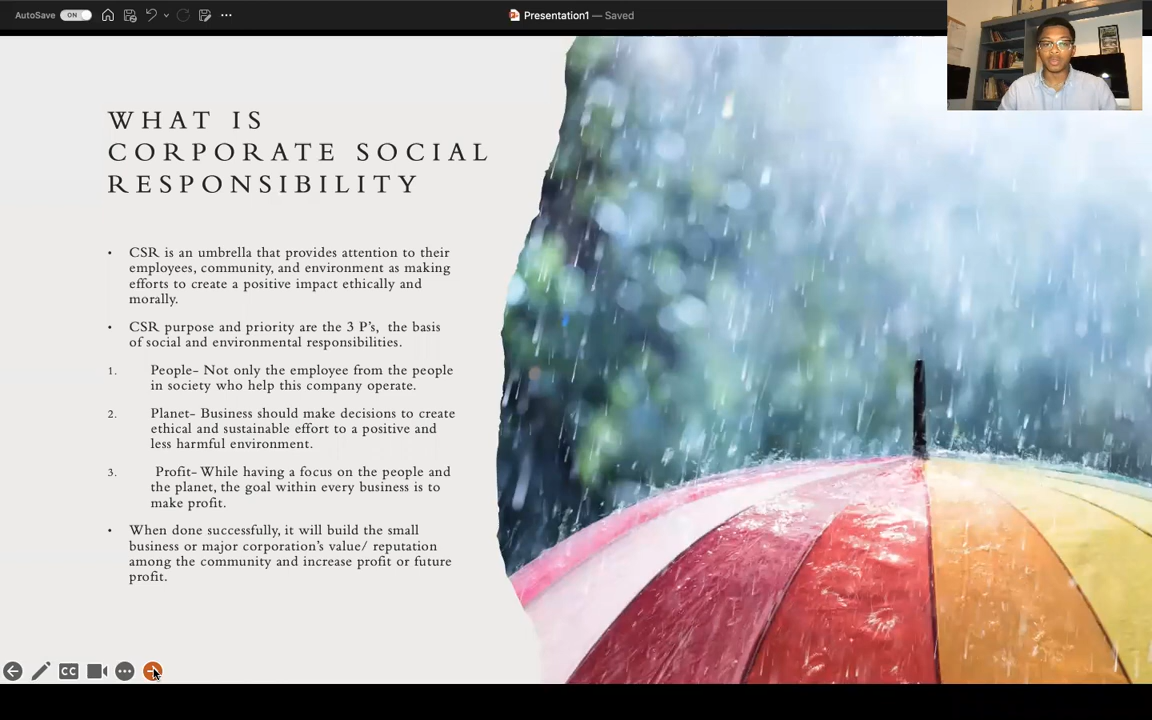 AutoSave ON
Presentation1 — Saved
WHAT IS
CORPORATE SOCIAL
RESPONSIBILITY
• CSR is an umbrella that provides attention to their
employees, community, and environment as making
efforts to create a positive impact ethically and
morally.
• CSR purpose and priority are the 3 P's, the basis
of social and environmental responsibilities.
1. People- Not only the employee from the people
in society who help this company operate.
2. Planet- Business should make decisions to create
ethical and sustainable effort to a positive and
less harmful environment.
3. Profit- While having a focus on the people and
the planet, the goal within every business is to
make profit.
• When done successfully, it will build the small
business or major corporation's value/ reputation
among the community and increase profit or future
profit.
CC